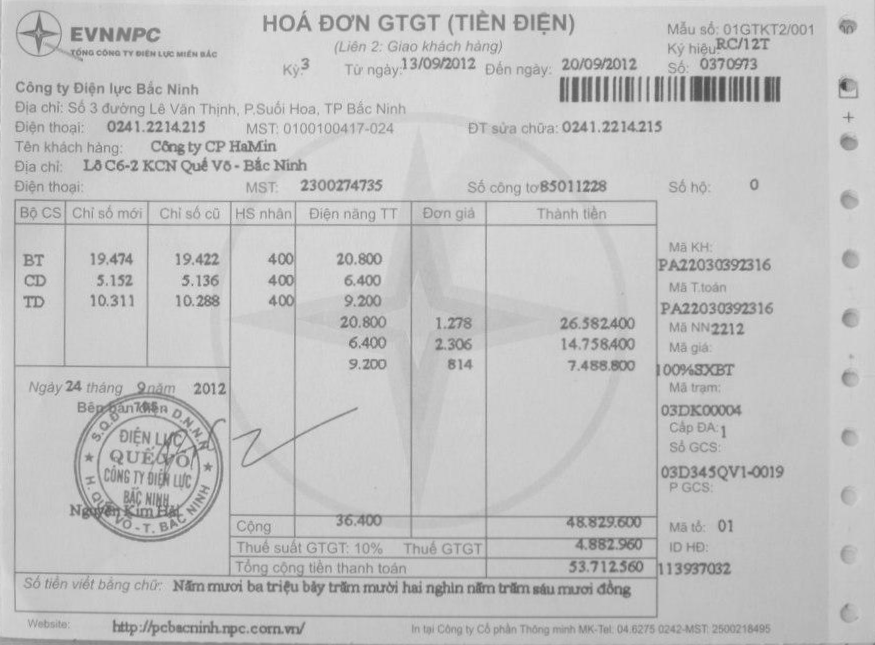 EVNNPC
TỔNG CÔNG TY ĐIỆN LỰC MIỀN BẮC
HOÁ ĐƠN GTGT (TIỀN ĐIỆN)
(Liên 2: Giao khách hàng)
Kỳ: 3 Từ ngày: 13/09/2012 Đến ngày: 20/09/2012
Mẫu số: 01GTKT2/001
Ký hiệu: RC/12T
Số: 0370973
Công ty Điện lực Bắc Ninh
Địa chỉ: Số 3 đường Lê Văn Thịnh, P.Suối Hoa, TP Bắc Ninh
Điện thoại: 0241.2214.215 MST: 0100100417-024 ĐT sửa chữa: 0241.2214.215
Tên khách hàng: Công ty CP HaMin
Địa chỉ: Lô C6-2 KCN Quế Võ - Bắc Ninh
Điện thoại: MST: 2300274735 Số công tơ 85011228 Số hộ: 0
Bộ CS Chỉ số mới Chỉ số cũ HS nhân Điện năng TT Đơn giá Thành tiền
BT 19.474 19.422 400 20.800
CD 5.152 5.136 400 6.400
TD 10.311 10.288 400 9.200
20.800 1.278 26.582.400
6.400 2.306 14.758.400
9.200 814 7.488.800
Mã KH:
PA22030392316
Mã T.toán
PA22030392316
Mã NN 2212
Mã giá:
100%SXBT
Mã trạm:
03DK00004
Cấp ĐA: 1
Sổ GCS:
03D345QV1-0019
P GCS:
Mã tổ: 01
ID HĐ:
113937032
Ngày 24 tháng 9 năm 2012
Bên bán điện
S.Q.Đ D.N.N.N
ĐIỆN LỰC
QUẾ VÕ
CÔNG TY ĐIỆN LỰC
BẮC NINH
H. QUẾ VÕ - T. BẮC NINH
Nguyễn Kim Hải
Cộng 36.400 48.829.600
Thuế suất GTGT: 10% Thuế GTGT 4.882.960
Tổng cộng tiền thanh toán 53.712.560
Số tiền viết bằng chữ: Năm mươi ba triệu bảy trăm mười hai nghìn năm trăm sáu mươi đồng
Website: http://pcbacninh.npc.com.vn/
In tại Công ty Cổ phần Thông minh MK-Tel: 04.6275 0242-MST: 2500218495